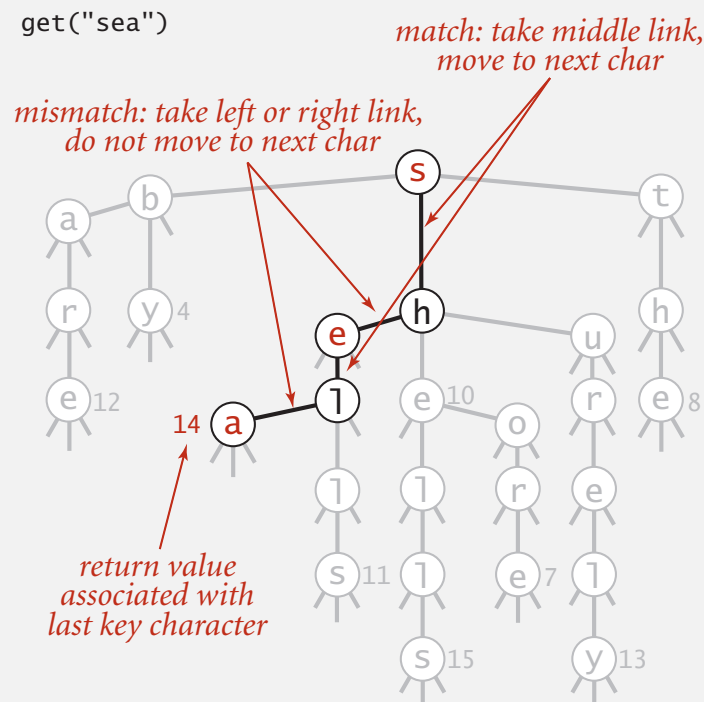 get("sea")
match: take middle link,
move to next char
mismatch: take left or right link,
do not move to next char
s
b
t
a
r
y 4
h
h
e
u
e 12
a 14
l
e 10
r
e 8
o
l
l
r
e
s 11
l
e 7
l
return value
associated with
last key character
s 15
y 13